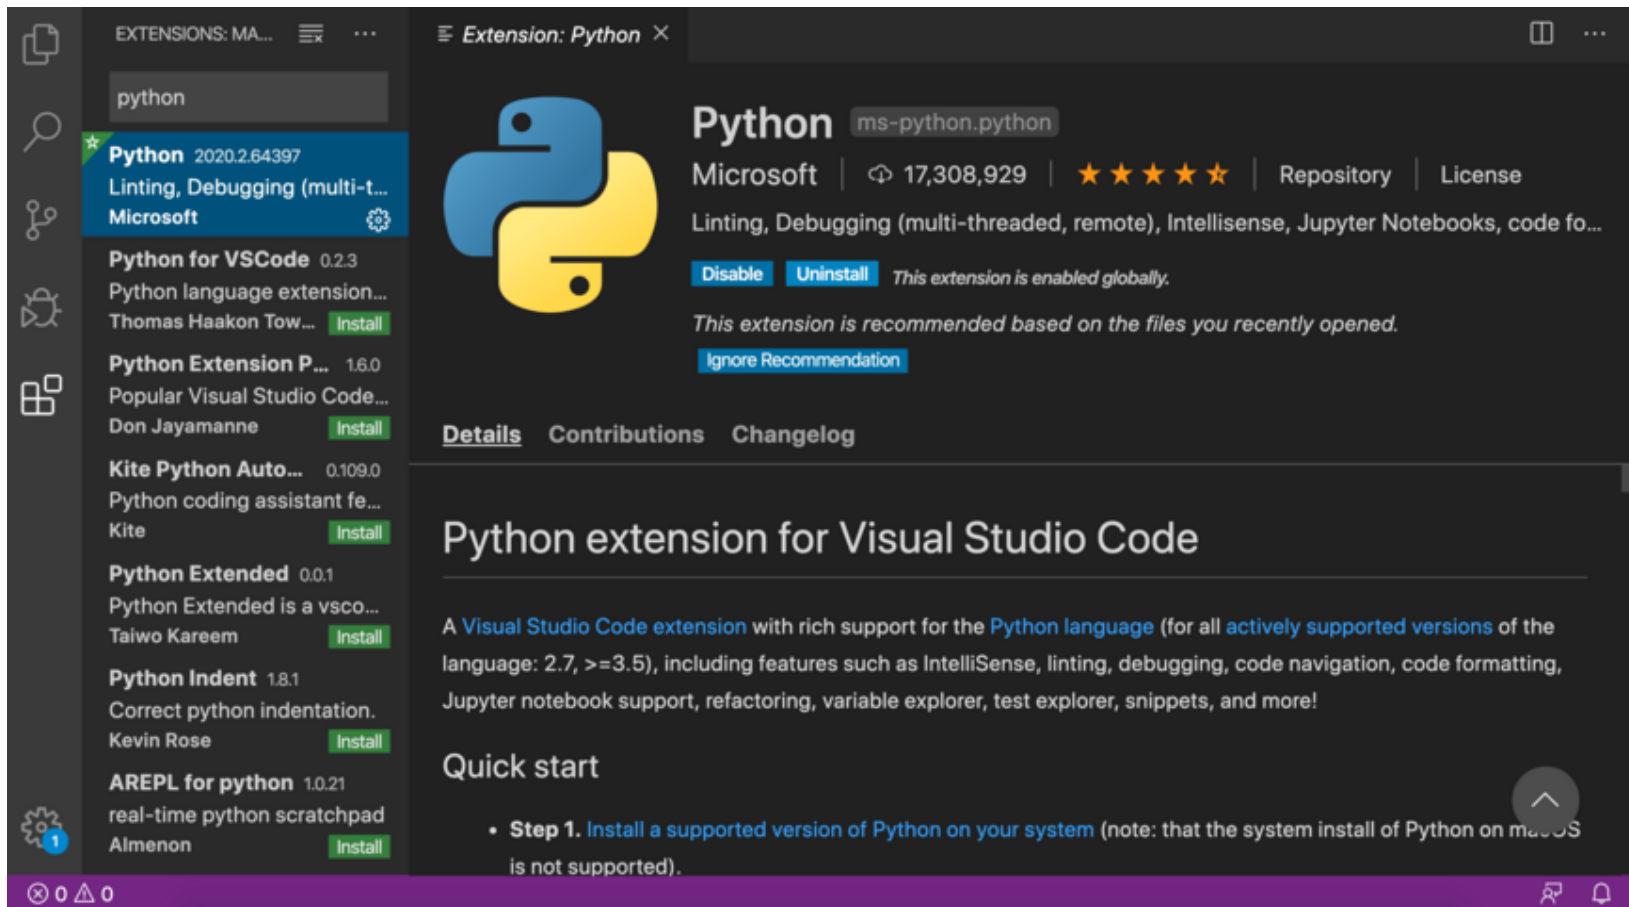 EXTENSIONS: MA...
python
Python 2020.2.64397
Linting, Debugging (multi-t...
Microsoft
Python for VSCode 0.2.3
Python language extension...
Thomas Haakon Tow... Install
Python Extension P... 1.6.0
Popular Visual Studio Code...
Don Jayamanne Install
Kite Python Auto... 0.109.0
Python coding assistant fe...
Kite Install
Python Extended 0.0.1
Python Extended is a vsco...
Taiwo Kareem Install
Python Indent 1.8.1
Correct python indentation.
Kevin Rose Install
AREPL for python 1.0.21
real-time python scratchpad
Almenon Install
1
Extension: Python
Python ms-python.python
Microsoft 17,308,929 Repository License
Linting, Debugging (multi-threaded, remote), Intellisense, Jupyter Notebooks, code fo...
Disable Uninstall This extension is enabled globally.
This extension is recommended based on the files you recently opened.
Ignore Recommendation
Details Contributions Changelog
Python extension for Visual Studio Code
A Visual Studio Code extension with rich support for the Python language (for all actively supported versions of the
language: 2.7, >=3.5), including features such as IntelliSense, linting, debugging, code navigation, code formatting,
Jupyter notebook support, refactoring, variable explorer, test explorer, snippets, and more!
Quick start
• Step 1. Install a supported version of Python on your system (note: that the system install of Python on macOS
is not supported).
0 0